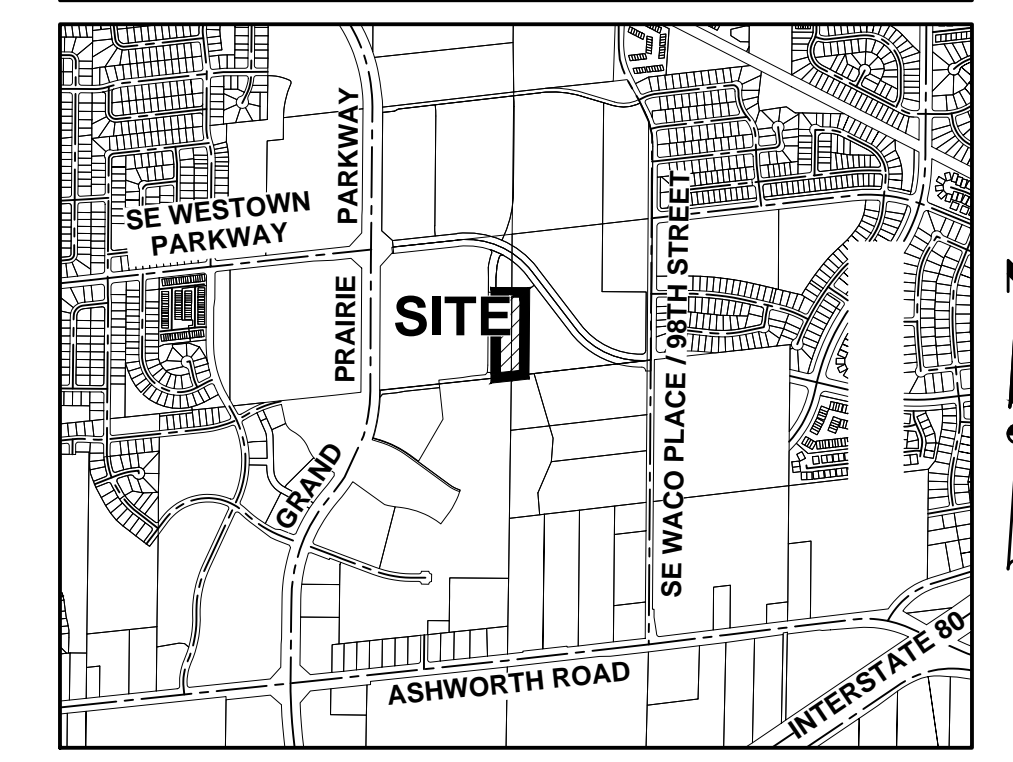 SE WESTOWN
PARKWAY
PARKWAY
PRAIRIE
GRAND
SITE
SE WACO PLACE / 98TH STREET
ASHWORTH ROAD
INTERSTATE 80